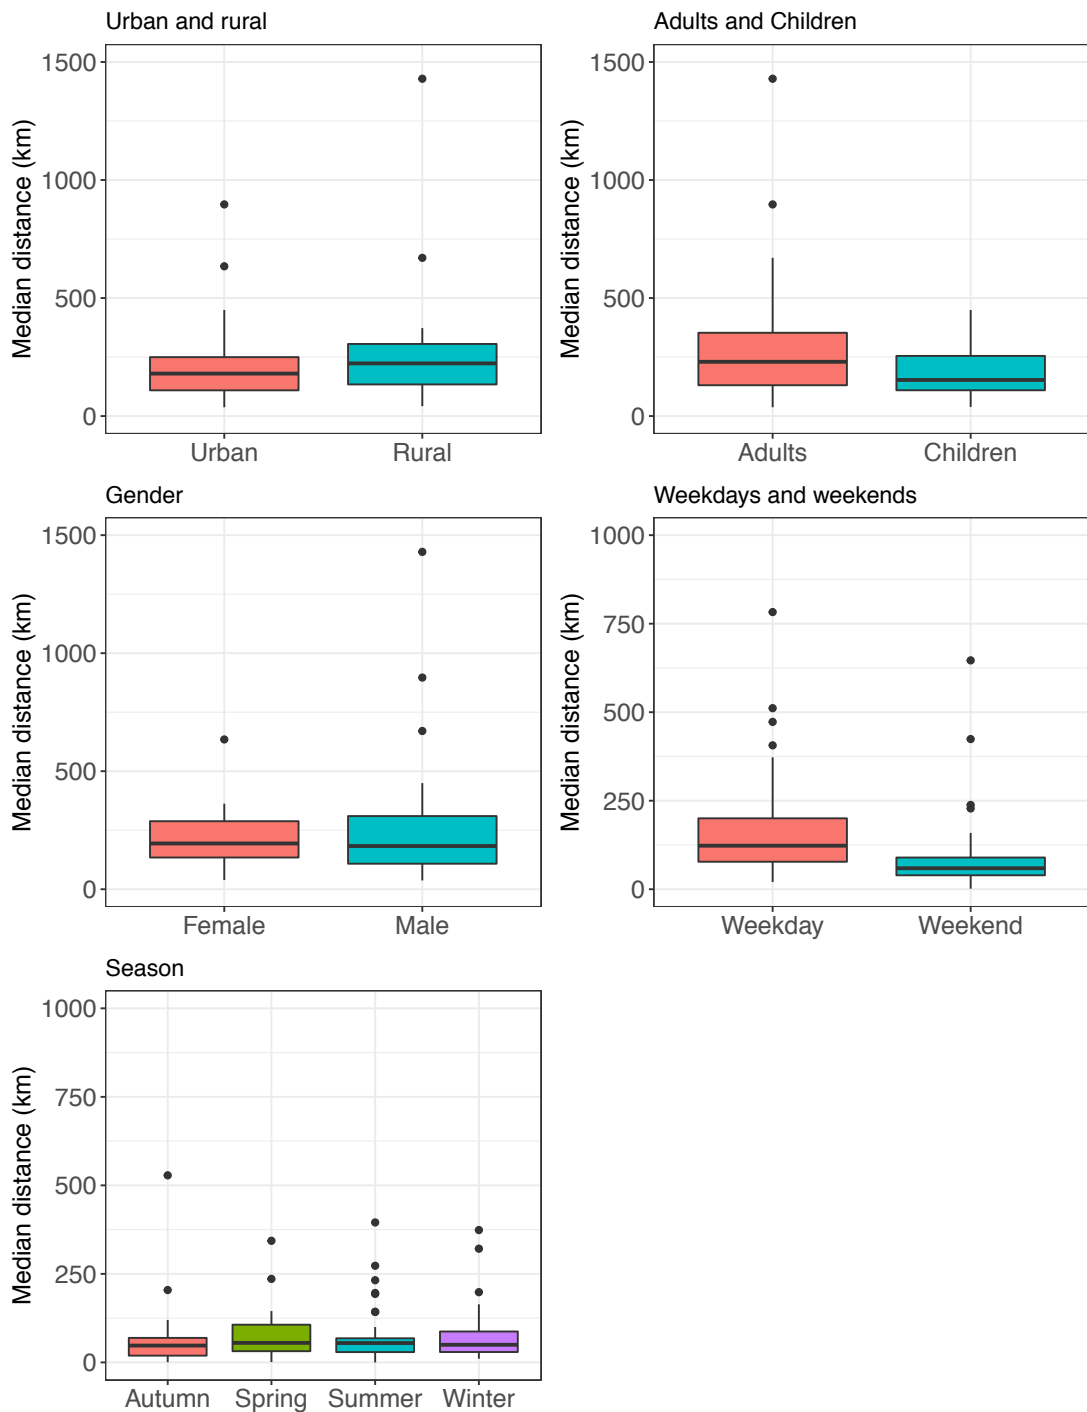 Urban and rural
Median distance (km)
1500
1000
500
0
Urban Rural
Adults and Children
Median distance (km)
1500
1000
500
0
Adults Children
Gender
Median distance (km)
1500
1000
500
0
Female Male
Weekdays and weekends
Median distance (km)
1000
750
500
250
0
Weekday Weekend
Season
Median distance (km)
1000
750
500
250
0
Autumn Spring Summer Winter